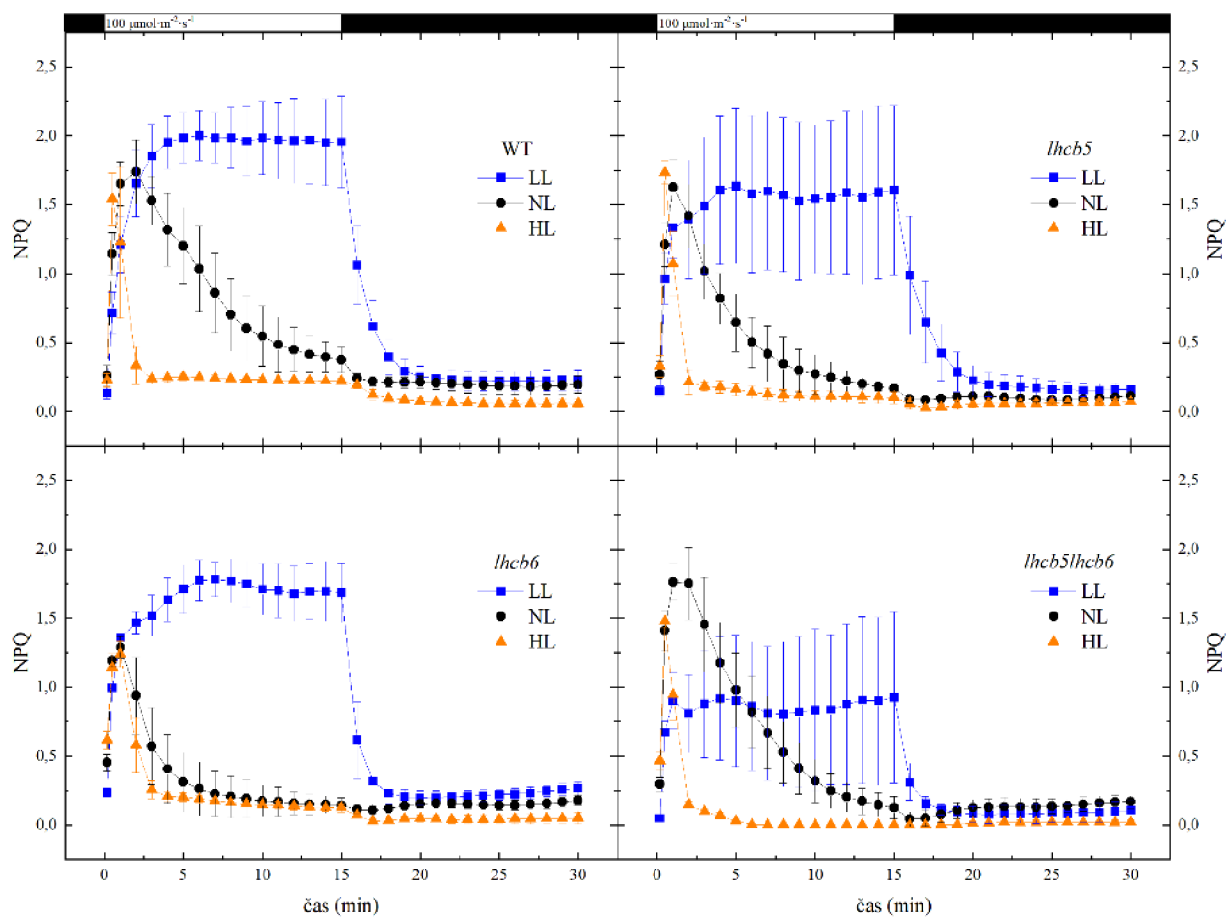 100 μmol·m⁻²·s⁻¹
100 μmol·m⁻²·s⁻¹
2,5
2,0
1,5
1,0
0,5
0,0
NPQ
WT
LL
NL
HL
lhcb5
LL
NL
HL
2,5
2,0
1,5
1,0
0,5
0,0
NPQ
2,5
2,0
1,5
1,0
0,5
0,0
NPQ
lhcb6
LL
NL
HL
lhcb5lhcb6
LL
NL
HL
2,5
2,0
1,5
1,0
0,5
0,0
NPQ
0 5 10 15 20 25 30
čas (min)
0 5 10 15 20 25 30
čas (min)